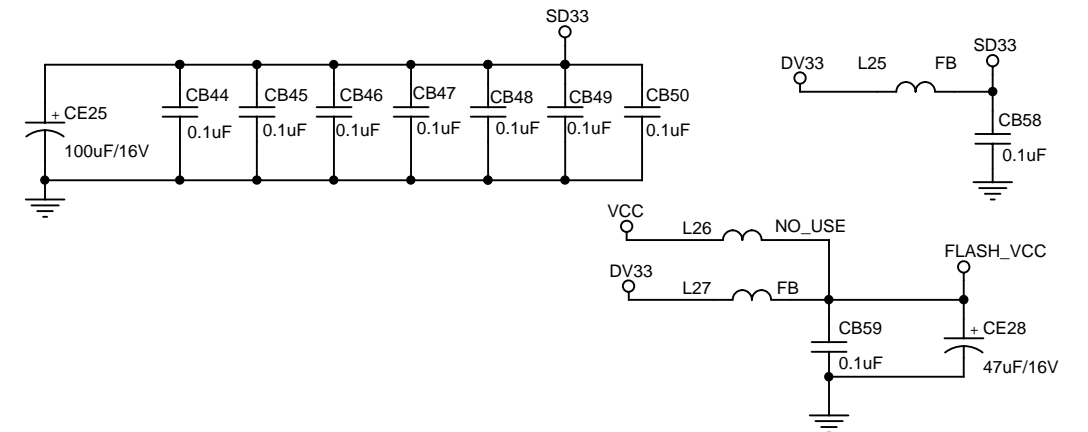 SD33
CE25
100uF/16V
CB44
0.1uF
CB45
0.1uF
CB46
0.1uF
CB47
0.1uF
CB48
0.1uF
CB49
0.1uF
CB50
0.1uF
+
DV33
L25
FB
SD33
CB58
0.1uF
VCC
L26
NO_USE
DV33
L27
FB
FLASH_VCC
CB59
0.1uF
+
CE28
47uF/16V